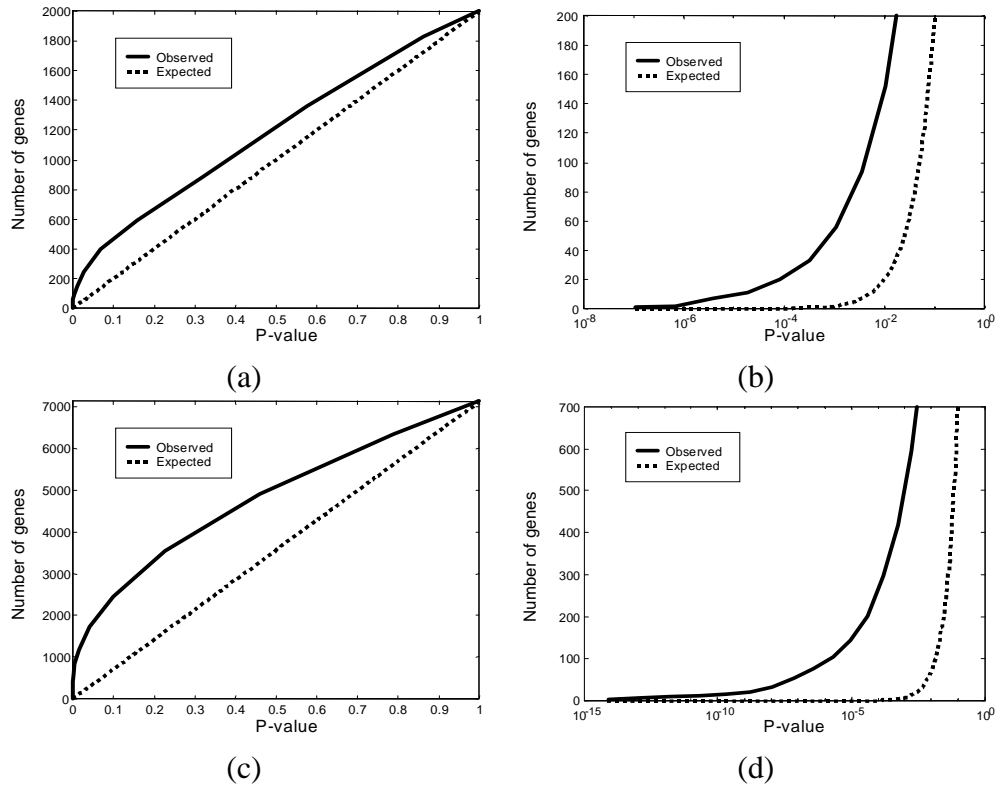 2000
1800
1600
1400
1200
1000
800
600
400
200
0
Number of genes
Observed
Expected
0 0.1 0.2 0.3 0.4 0.5 0.6 0.7 0.8 0.9 1
P-value
(a)
200
180
160
140
120
100
80
60
40
20
0
Number of genes
Observed
Expected
10^-8 10^-6 10^-4 10^-2 10^0
P-value
(b)
7000
6000
5000
4000
3000
2000
1000
0
Number of genes
Observed
Expected
0 0.1 0.2 0.3 0.4 0.5 0.6 0.7 0.8 0.9 1
P-value
(c)
700
600
500
400
300
200
100
0
Number of genes
Observed
Expected
10^-15 10^-10 10^-5 10^0
P-value
(d)